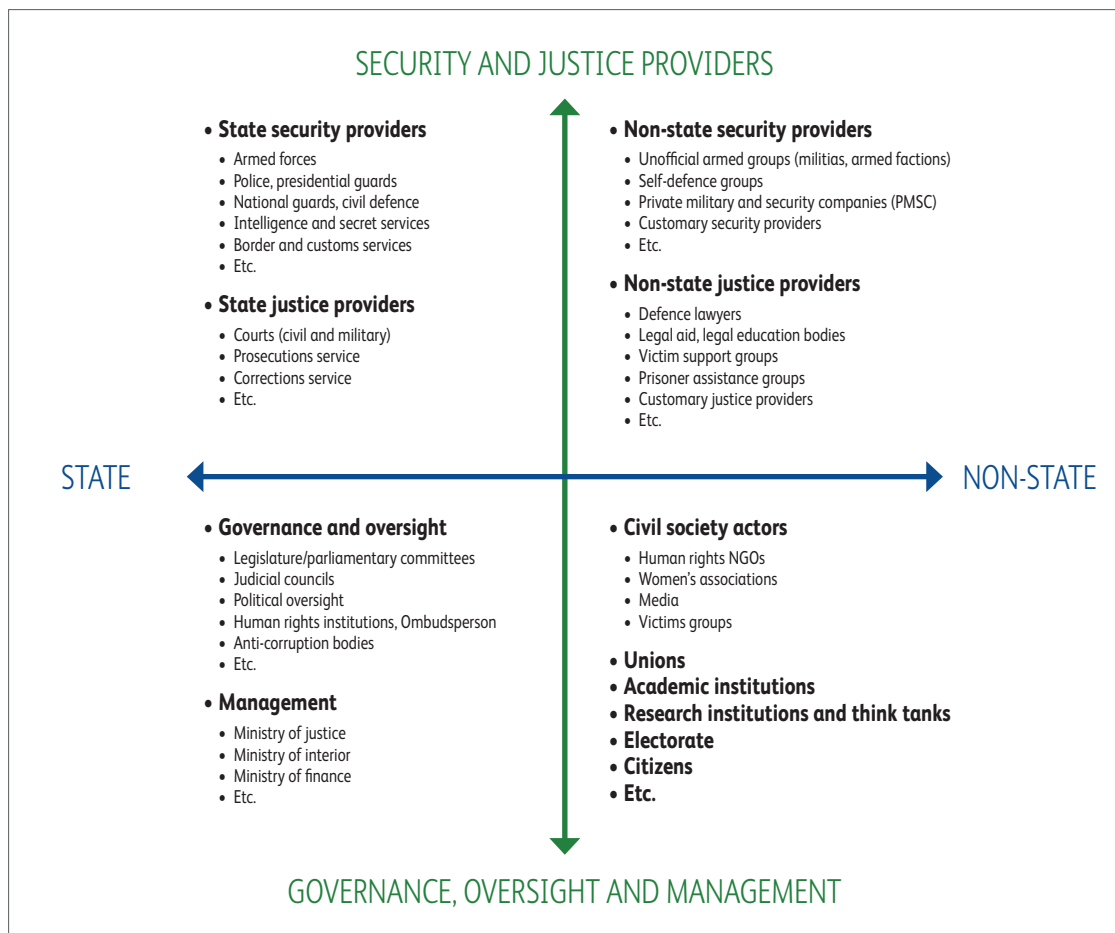 SECURITY AND JUSTICE PROVIDERS
• State security providers
• Armed forces
• Police, presidential guards
• National guards, civil defence
• Intelligence and secret services
• Border and customs services
• Etc.
• State justice providers
• Courts (civil and military)
• Prosecutions service
• Corrections service
• Etc.
• Non-state security providers
• Unofficial armed groups (militias, armed factions)
• Self-defence groups
• Private military and security companies (PMSC)
• Customary security providers
• Etc.
• Non-state justice providers
• Defence lawyers
• Legal aid, legal education bodies
• Victim support groups
• Prisoner assistance groups
• Customary justice providers
• Etc.
STATE
NON-STATE
• Governance and oversight
• Legislature/parliamentary committees
• Judicial councils
• Political oversight
• Human rights institutions, Ombudsperson
• Anti-corruption bodies
• Etc.
• Management
• Ministry of justice
• Ministry of interior
• Ministry of finance
• Etc.
• Civil society actors
• Human rights NGOs
• Women's associations
• Media
• Victims groups
• Unions
• Academic institutions
• Research institutions and think tanks
• Electorate
• Citizens
• Etc.
GOVERNANCE, OVERSIGHT AND MANAGEMENT